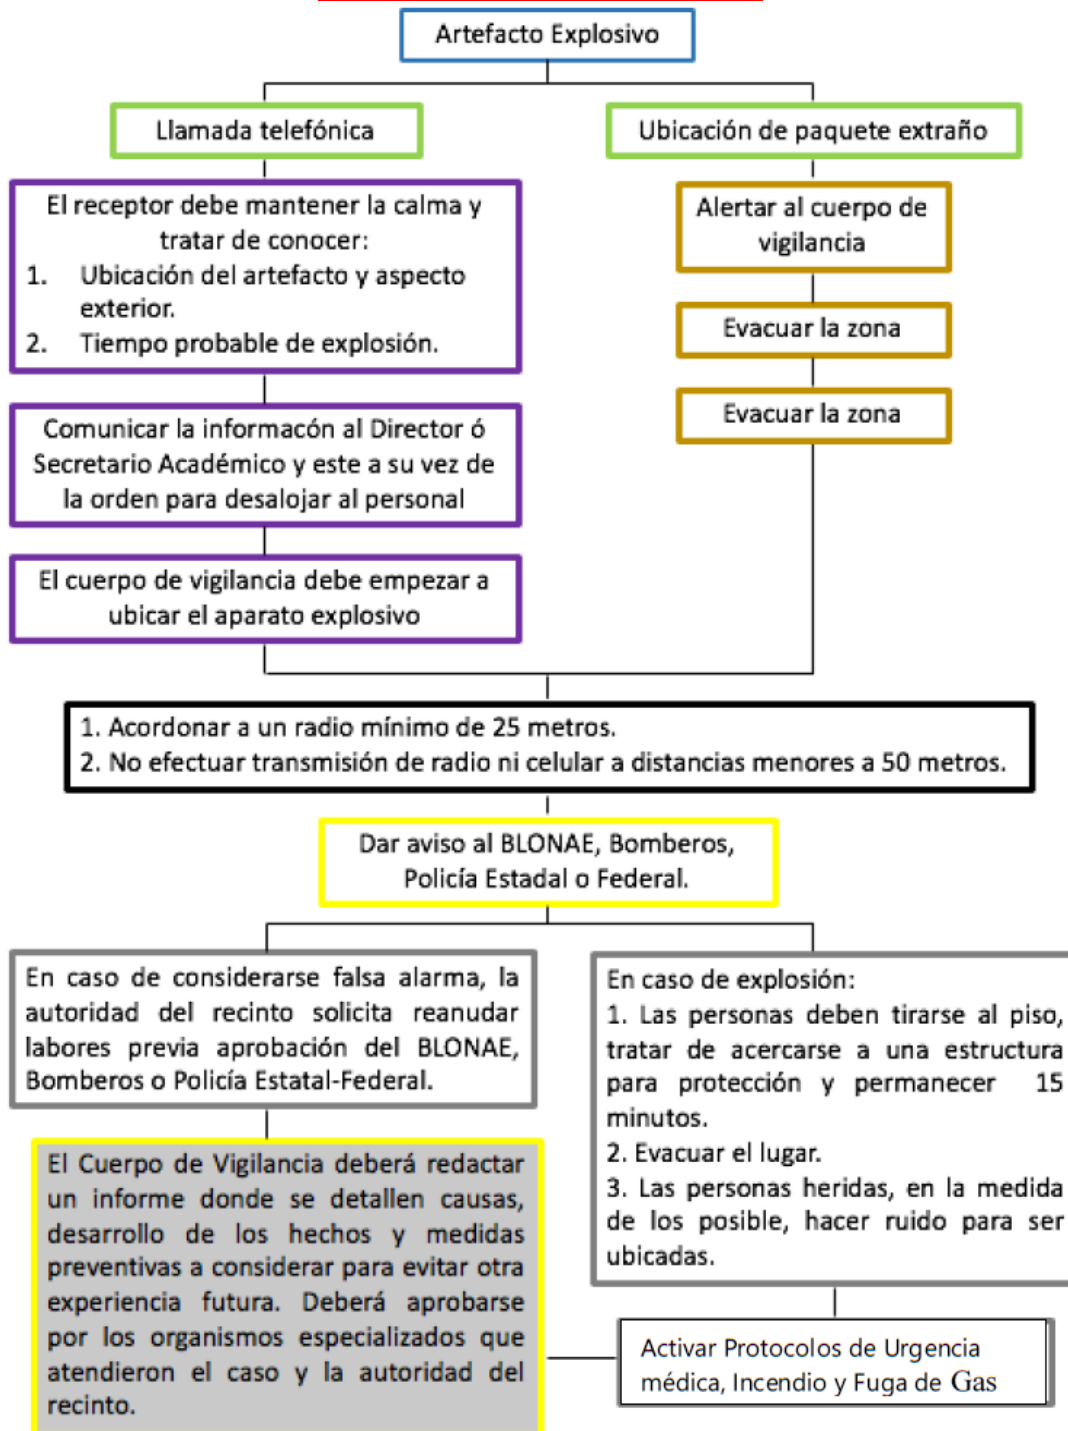 Artefacto Explosivo
Llamada telefónica
El receptor debe mantener la calma y
tratar de conocer:
1. Ubicación del artefacto y aspecto
exterior.
2. Tiempo probable de explosión.
Comunicar la informacón al Director ó
Secretario Académico y este a su vez de
la orden para desalojar al personal
El cuerpo de vigilancia debe empezar a
ubicar el aparato explosivo
Ubicación de paquete extraño
Alertar al cuerpo de
vigilancia
Evacuar la zona
Evacuar la zona
1. Acordonar a un radio mínimo de 25 metros.
2. No efectuar transmisión de radio ni celular a distancias menores a 50 metros.
Dar aviso al BLONAE, Bomberos,
Policía Estadal o Federal.
En caso de considerarse falsa alarma, la
autoridad del recinto solicita reanudar
labores previa aprobación del BLONAE,
Bomberos o Policía Estatal-Federal.
El Cuerpo de Vigilancia deberá redactar
un informe donde se detallen causas,
desarrollo de los hechos y medidas
preventivas a considerar para evitar otra
experiencia futura. Deberá aprobarse
por los organismos especializados que
atendieron el caso y la autoridad del
recinto.
En caso de explosión:
1. Las personas deben tirarse al piso,
tratar de acercarse a una estructura
para protección y permanecer 15
minutos.
2. Evacuar el lugar.
3. Las personas heridas, en la medida
de los posible, hacer ruido para ser
ubicadas.
Activar Protocolos de Urgencia
médica, Incendio y Fuga de Gas